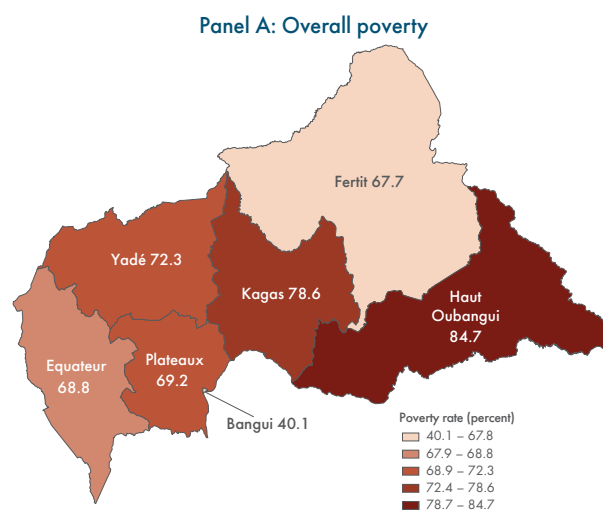 Panel A: Overall poverty
Fertit 67.7
Yadé 72.3
Kagas 78.6
Haut
Oubangui
84.7
Equateur
68.8
Plateaux
69.2
Bangui 40.1
Poverty rate (percent)
40.1 – 67.8
67.9 – 68.8
68.9 – 72.3
72.4 – 78.6
78.7 – 84.7